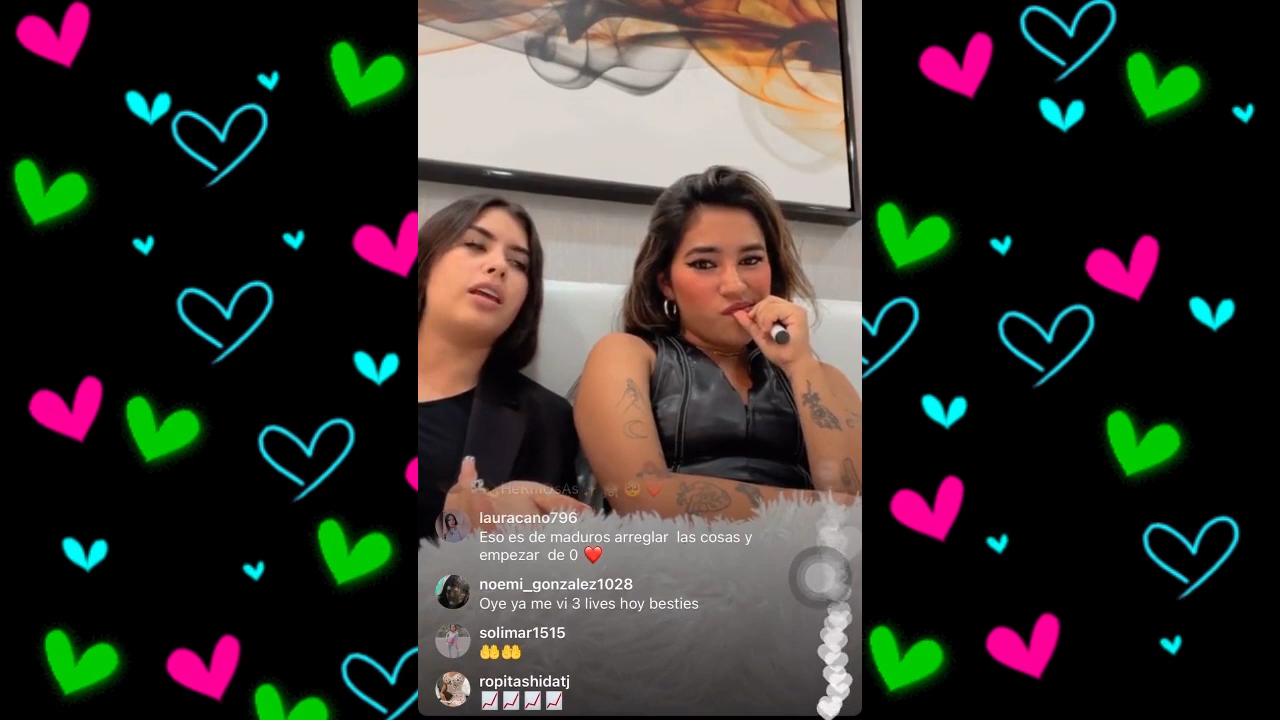 HeRmOsAs
lauracano796
Eso es de maduros arreglar las cosas y
empezar de 0 ❤️
noemi_gonzalez1028
Oye ya me vi 3 lives hoy besties
solimar1515
🤲🤲
ropitashidatj
📈📈📈📈